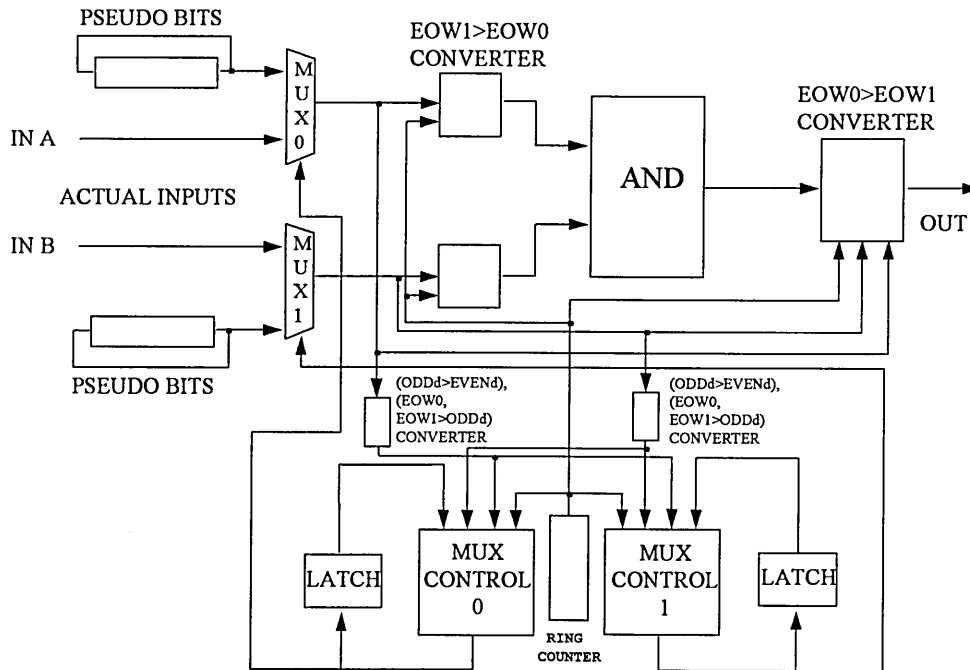 PSEUDO BITS
EOW1>EOW0
CONVERTER
EOW0>EOW1
CONVERTER
MUX0
IN A
AND
ACTUAL INPUTS
OUT
IN B
MUX1
PSEUDO BITS
(ODDd>EVENd),
(EOW0,
EOW1>ODDd)
CONVERTER
(ODDd>EVENd),
(EOW0,
EOW1>ODDd)
CONVERTER
LATCH
MUX
CONTROL
0
MUX
CONTROL
1
LATCH
RING
COUNTER